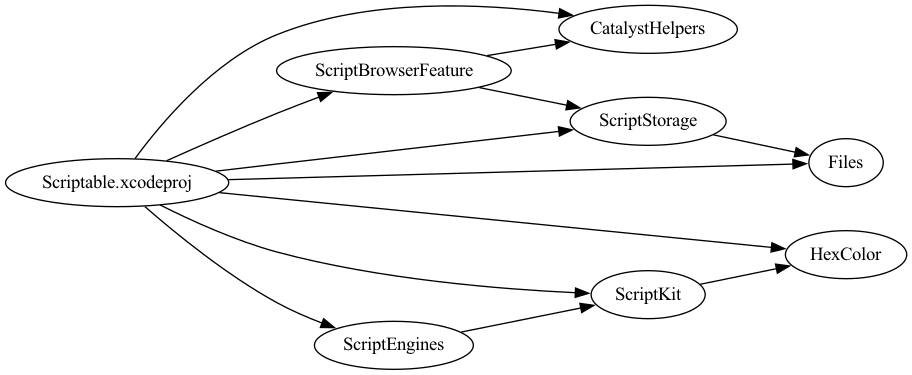 CatalystHelpers
ScriptBrowserFeature
ScriptStorage
Files
Scriptable.xcodeproj
HexColor
ScriptKit
ScriptEngines